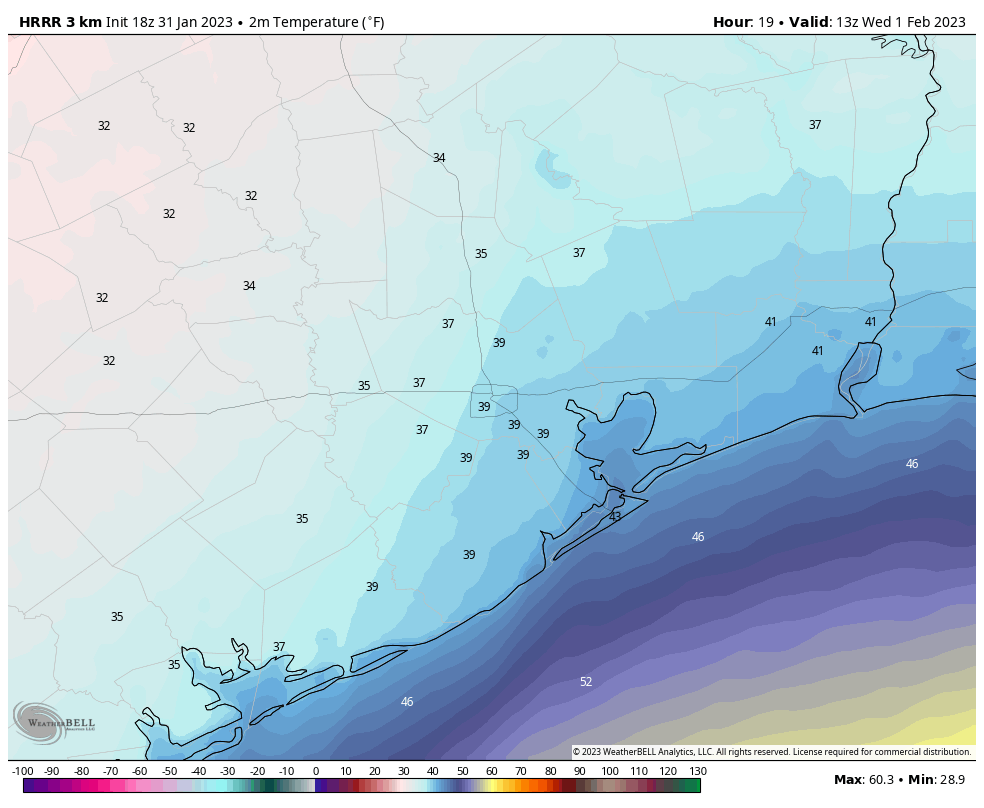 HRRR 3 km Init 18z 31 Jan 2023 • 2m Temperature (˚F)
Hour: 19 • Valid: 13z Wed 1 Feb 2023
32 32 37
34
32
32
35 37
34
32
37 41 41
39 41
32
35 37
39
39
37 39
39 39
46
35 43
46
39
39
35
37
35
52
46
WEATHERBELL
ANALYTICS LLC
© 2023 WeatherBELL Analytics, LLC. All rights reserved. License required for commercial distribution.
-100 -90 -80 -70 -60 -50 -40 -30 -20 -10 0 10 20 30 40 50 60 70 80 90 100 110 120 130
Max: 60.3 • Min: 28.9